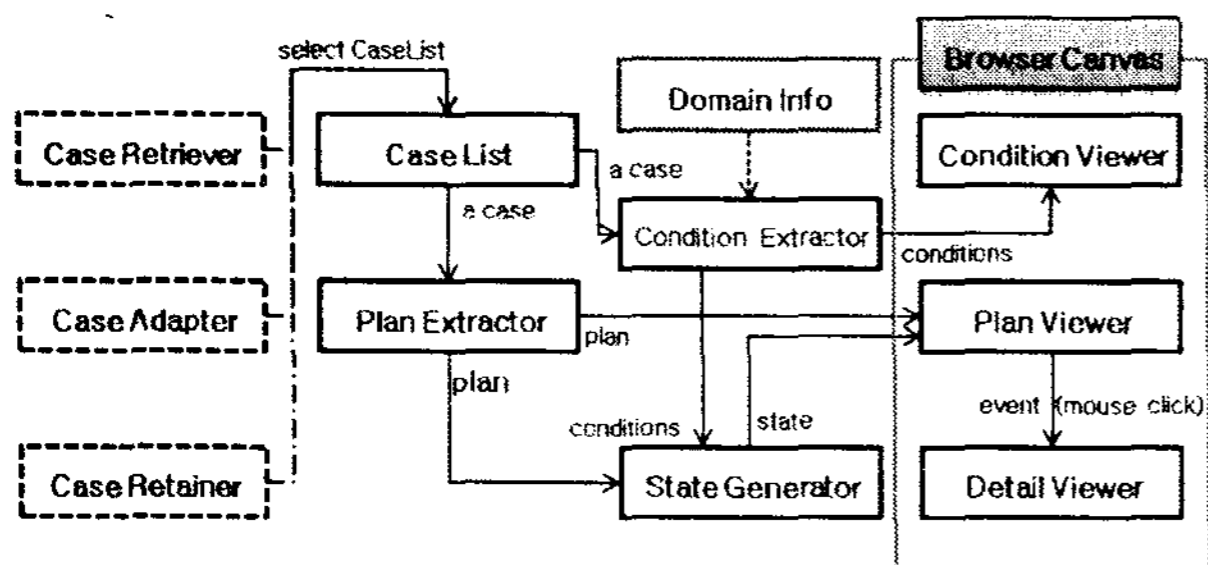 select CaseList
Browser Canvas
Domain Info
Case Retriever
Case List
Condition Viewer
a case
a case
Condition Extractor
conditions
Case Adapter
Plan Extractor
Plan Viewer
plan
plan
event (mouse click)
conditions
state
Case Retainer
State Generator
Detail Viewer